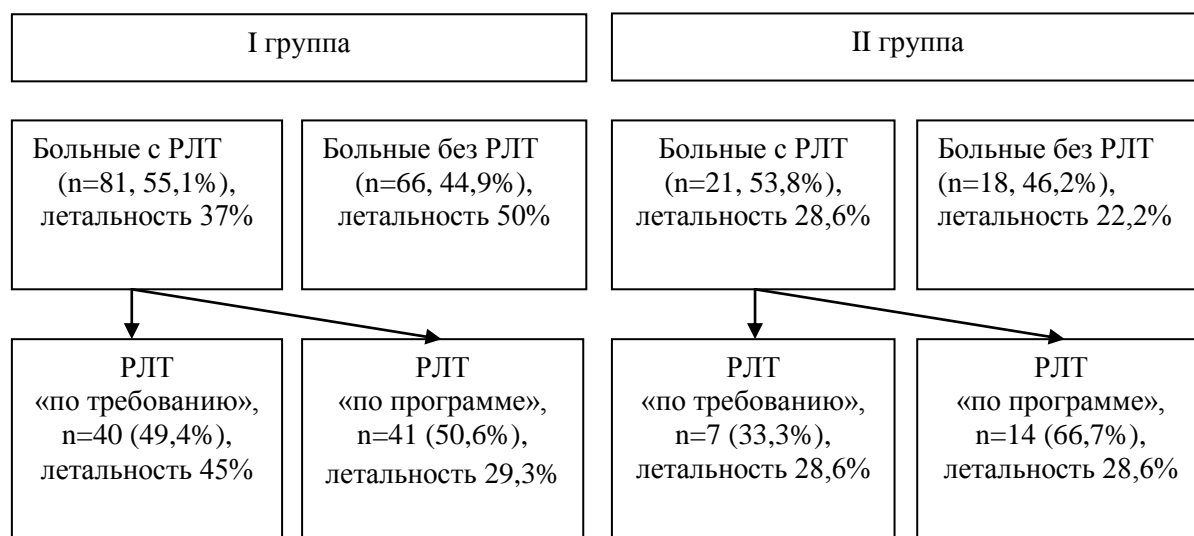 I группа
II группа
Больные с РЛТ
(n=81, 55,1%),
летальность 37%
Больные без РЛТ
(n=66, 44,9%),
летальность 50%
Больные с РЛТ
(n=21, 53,8%),
летальность 28,6%
Больные без РЛТ
(n=18, 46,2%),
летальность 22,2%
РЛТ
«по требованию»,
n=40 (49,4%),
летальность 45%
РЛТ
«по программе»,
n=41 (50,6%),
летальность 29,3%
РЛТ
«по требованию»,
n=7 (33,3%),
летальность 28,6%
РЛТ
«по программе»,
n=14 (66,7%),
летальность 28,6%